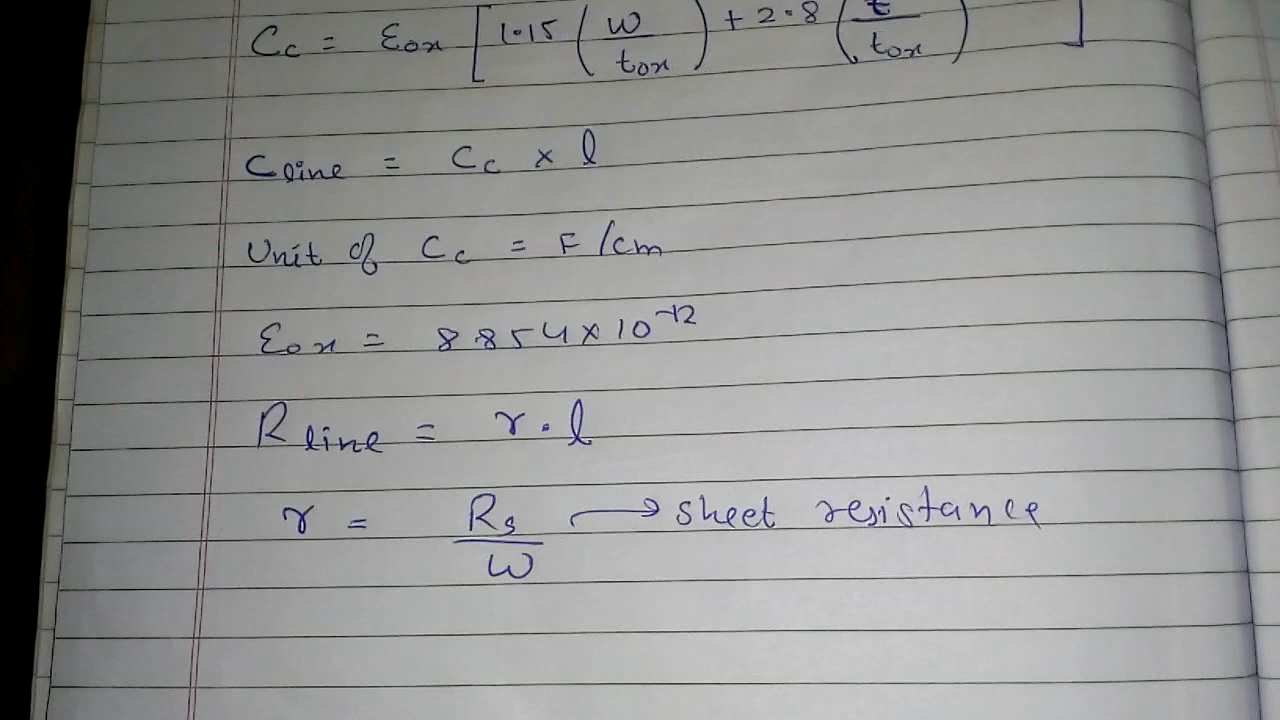 Cc = εox [1.15 (w/tox) + 2.8 (t/tox) ]
Cline = Cc × l
Unit of Cc = F/cm
εox = 8.854×10⁻¹²
Rline = r.l
r = Rs/w → sheet resistance